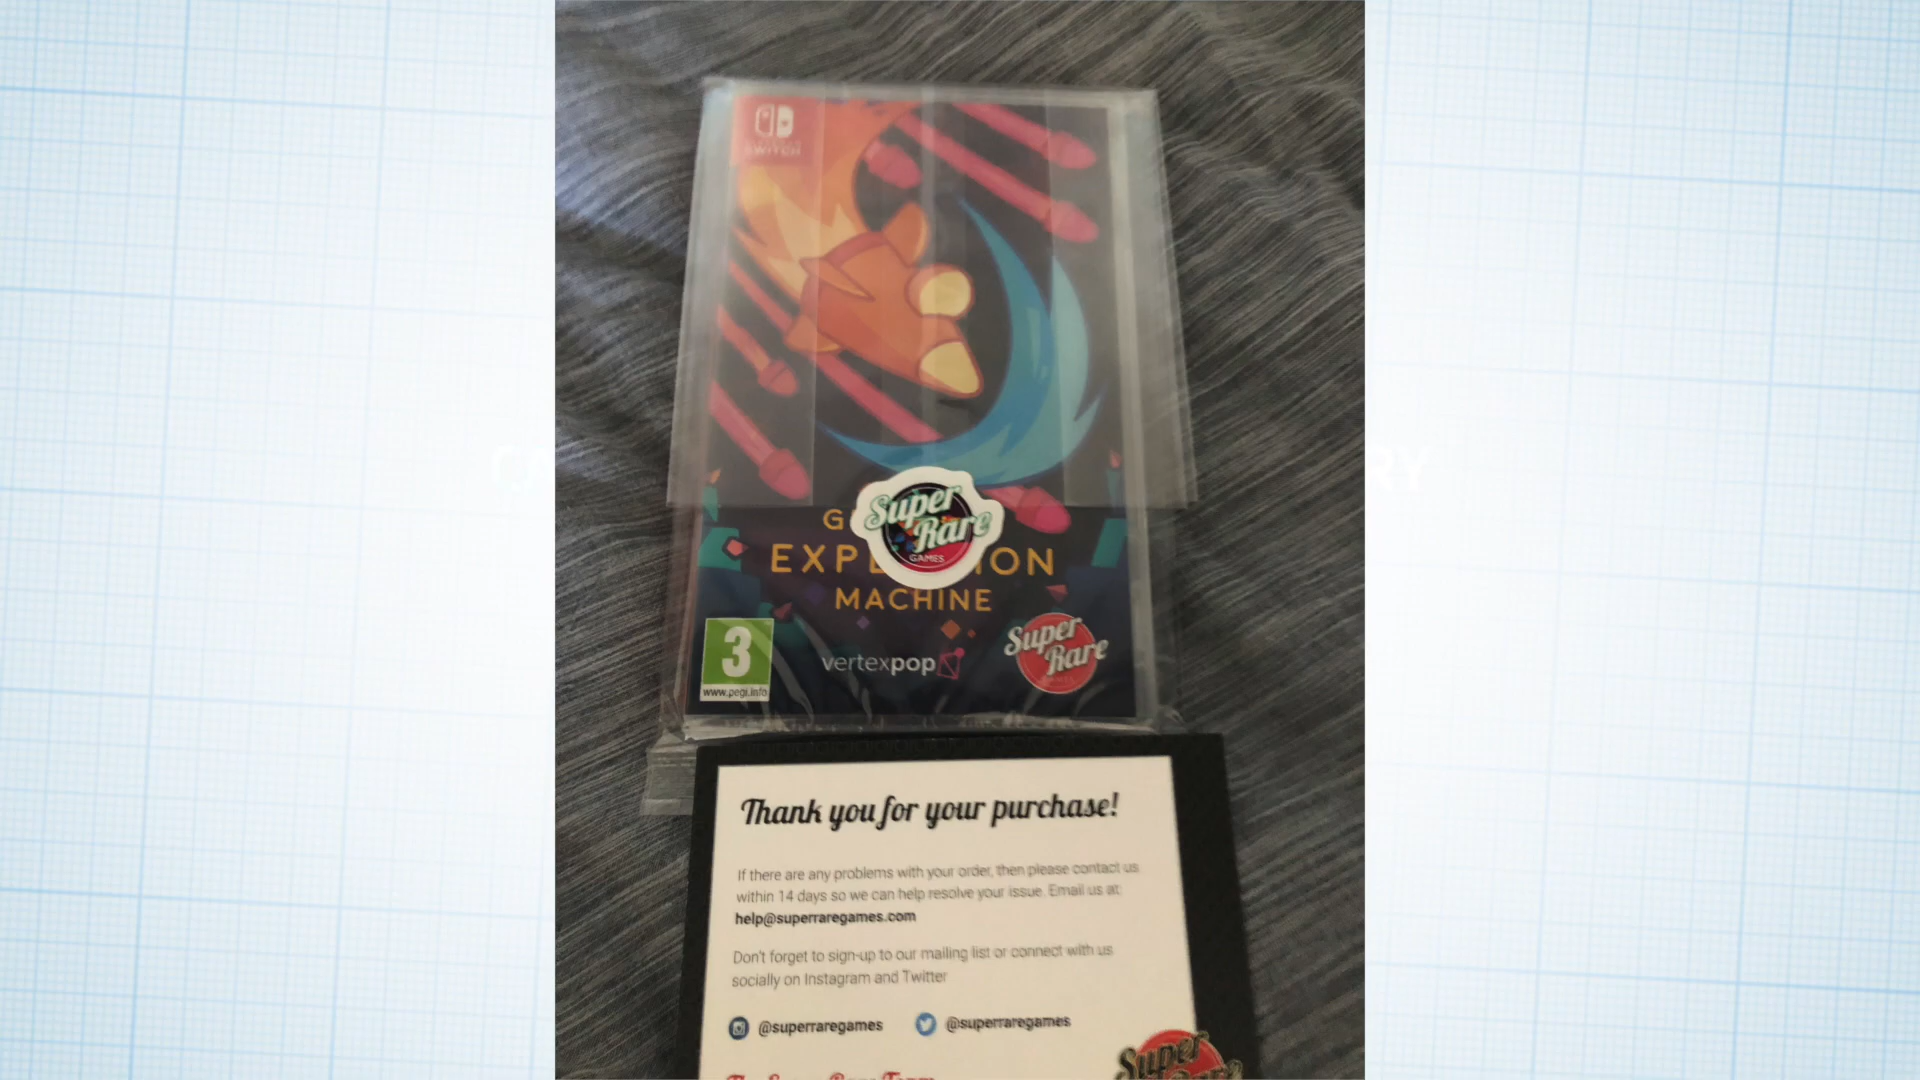 SWITCH
Super
Rare
GAMES
MACHINE
3
www.pegi.info
vertexpop
Super
Rare
GAMES
Thank you for your purchase!
If there are any problems with your order, then please contact us
within 14 days so we can help resolve your issue. Email us at:
help@superraregames.com
Don't forget to sign-up to our mailing list or connect with us
socially on Instagram and Twitter
@superraregames @superraregames
Super